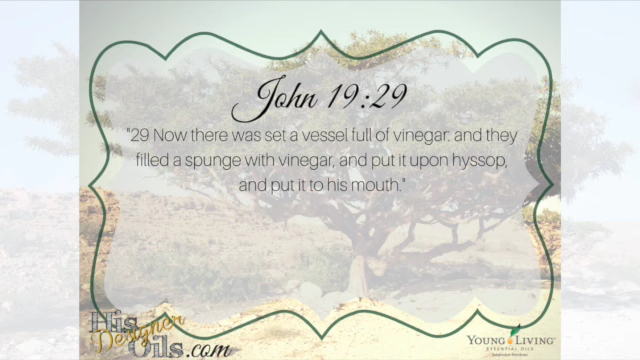 John 19:29
"29 Now there was set a vessel full of vinegar: and they
filled a spunge with vinegar, and put it upon hyssop,
and put it to his mouth."
His
Designer
Oils.com
YOUNG LIVING
ESSENTIAL OILS